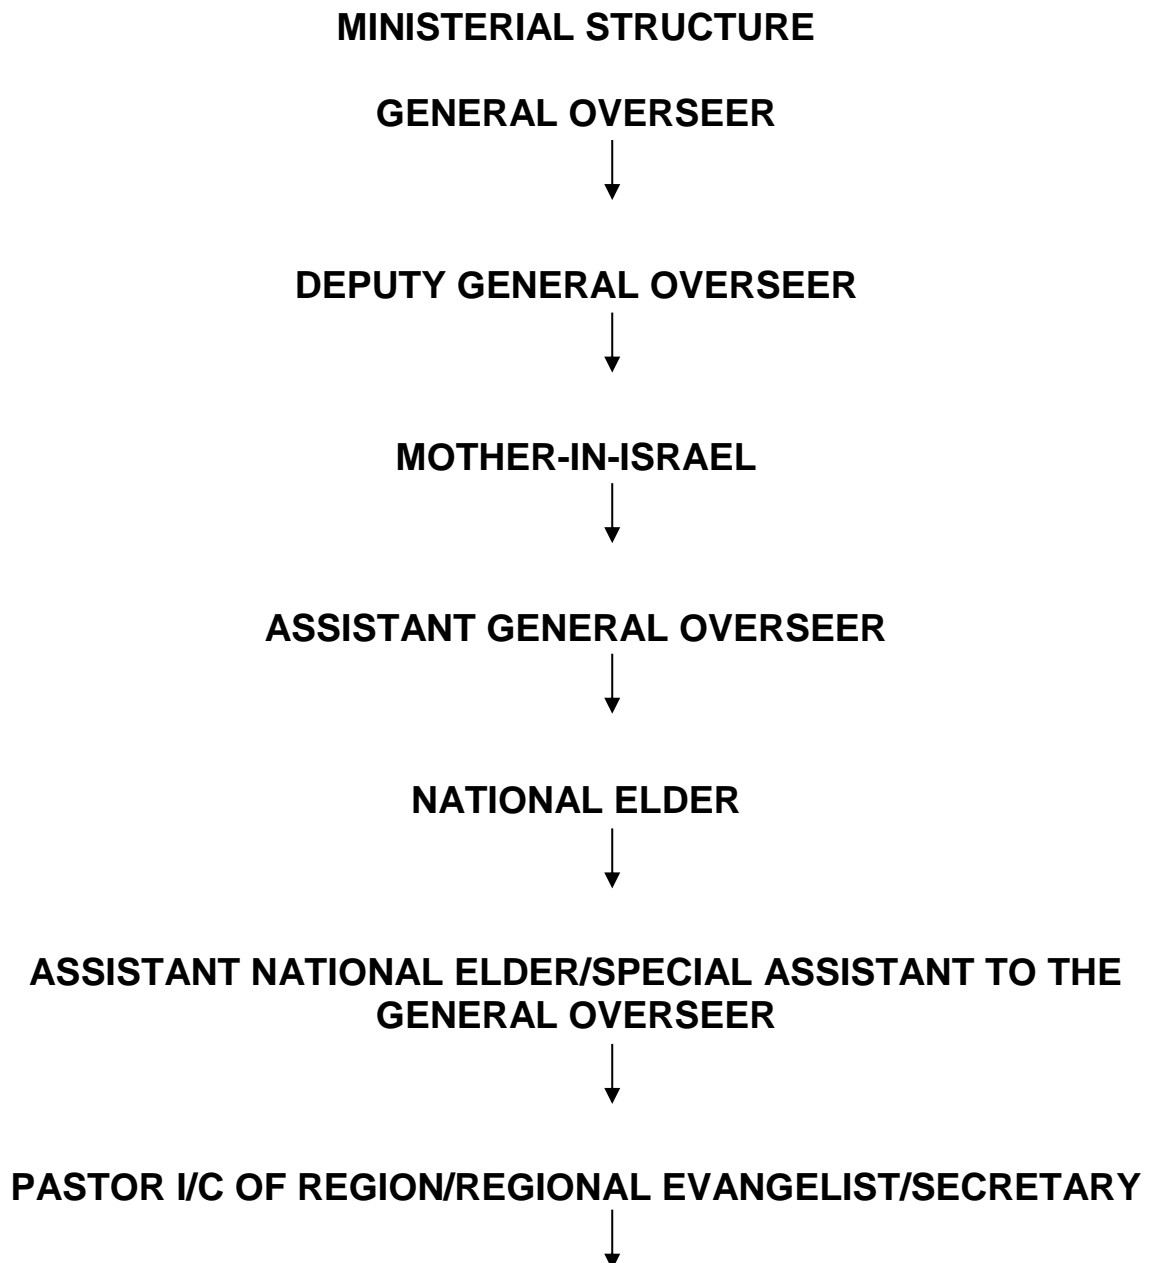 MINISTERIAL STRUCTURE
GENERAL OVERSEER
DEPUTY GENERAL OVERSEER
MOTHER-IN-ISRAEL
ASSISTANT GENERAL OVERSEER
NATIONAL ELDER
ASSISTANT NATIONAL ELDER/SPECIAL ASSISTANT TO THE
GENERAL OVERSEER
PASTOR I/C OF REGION/REGIONAL EVANGELIST/SECRETARY